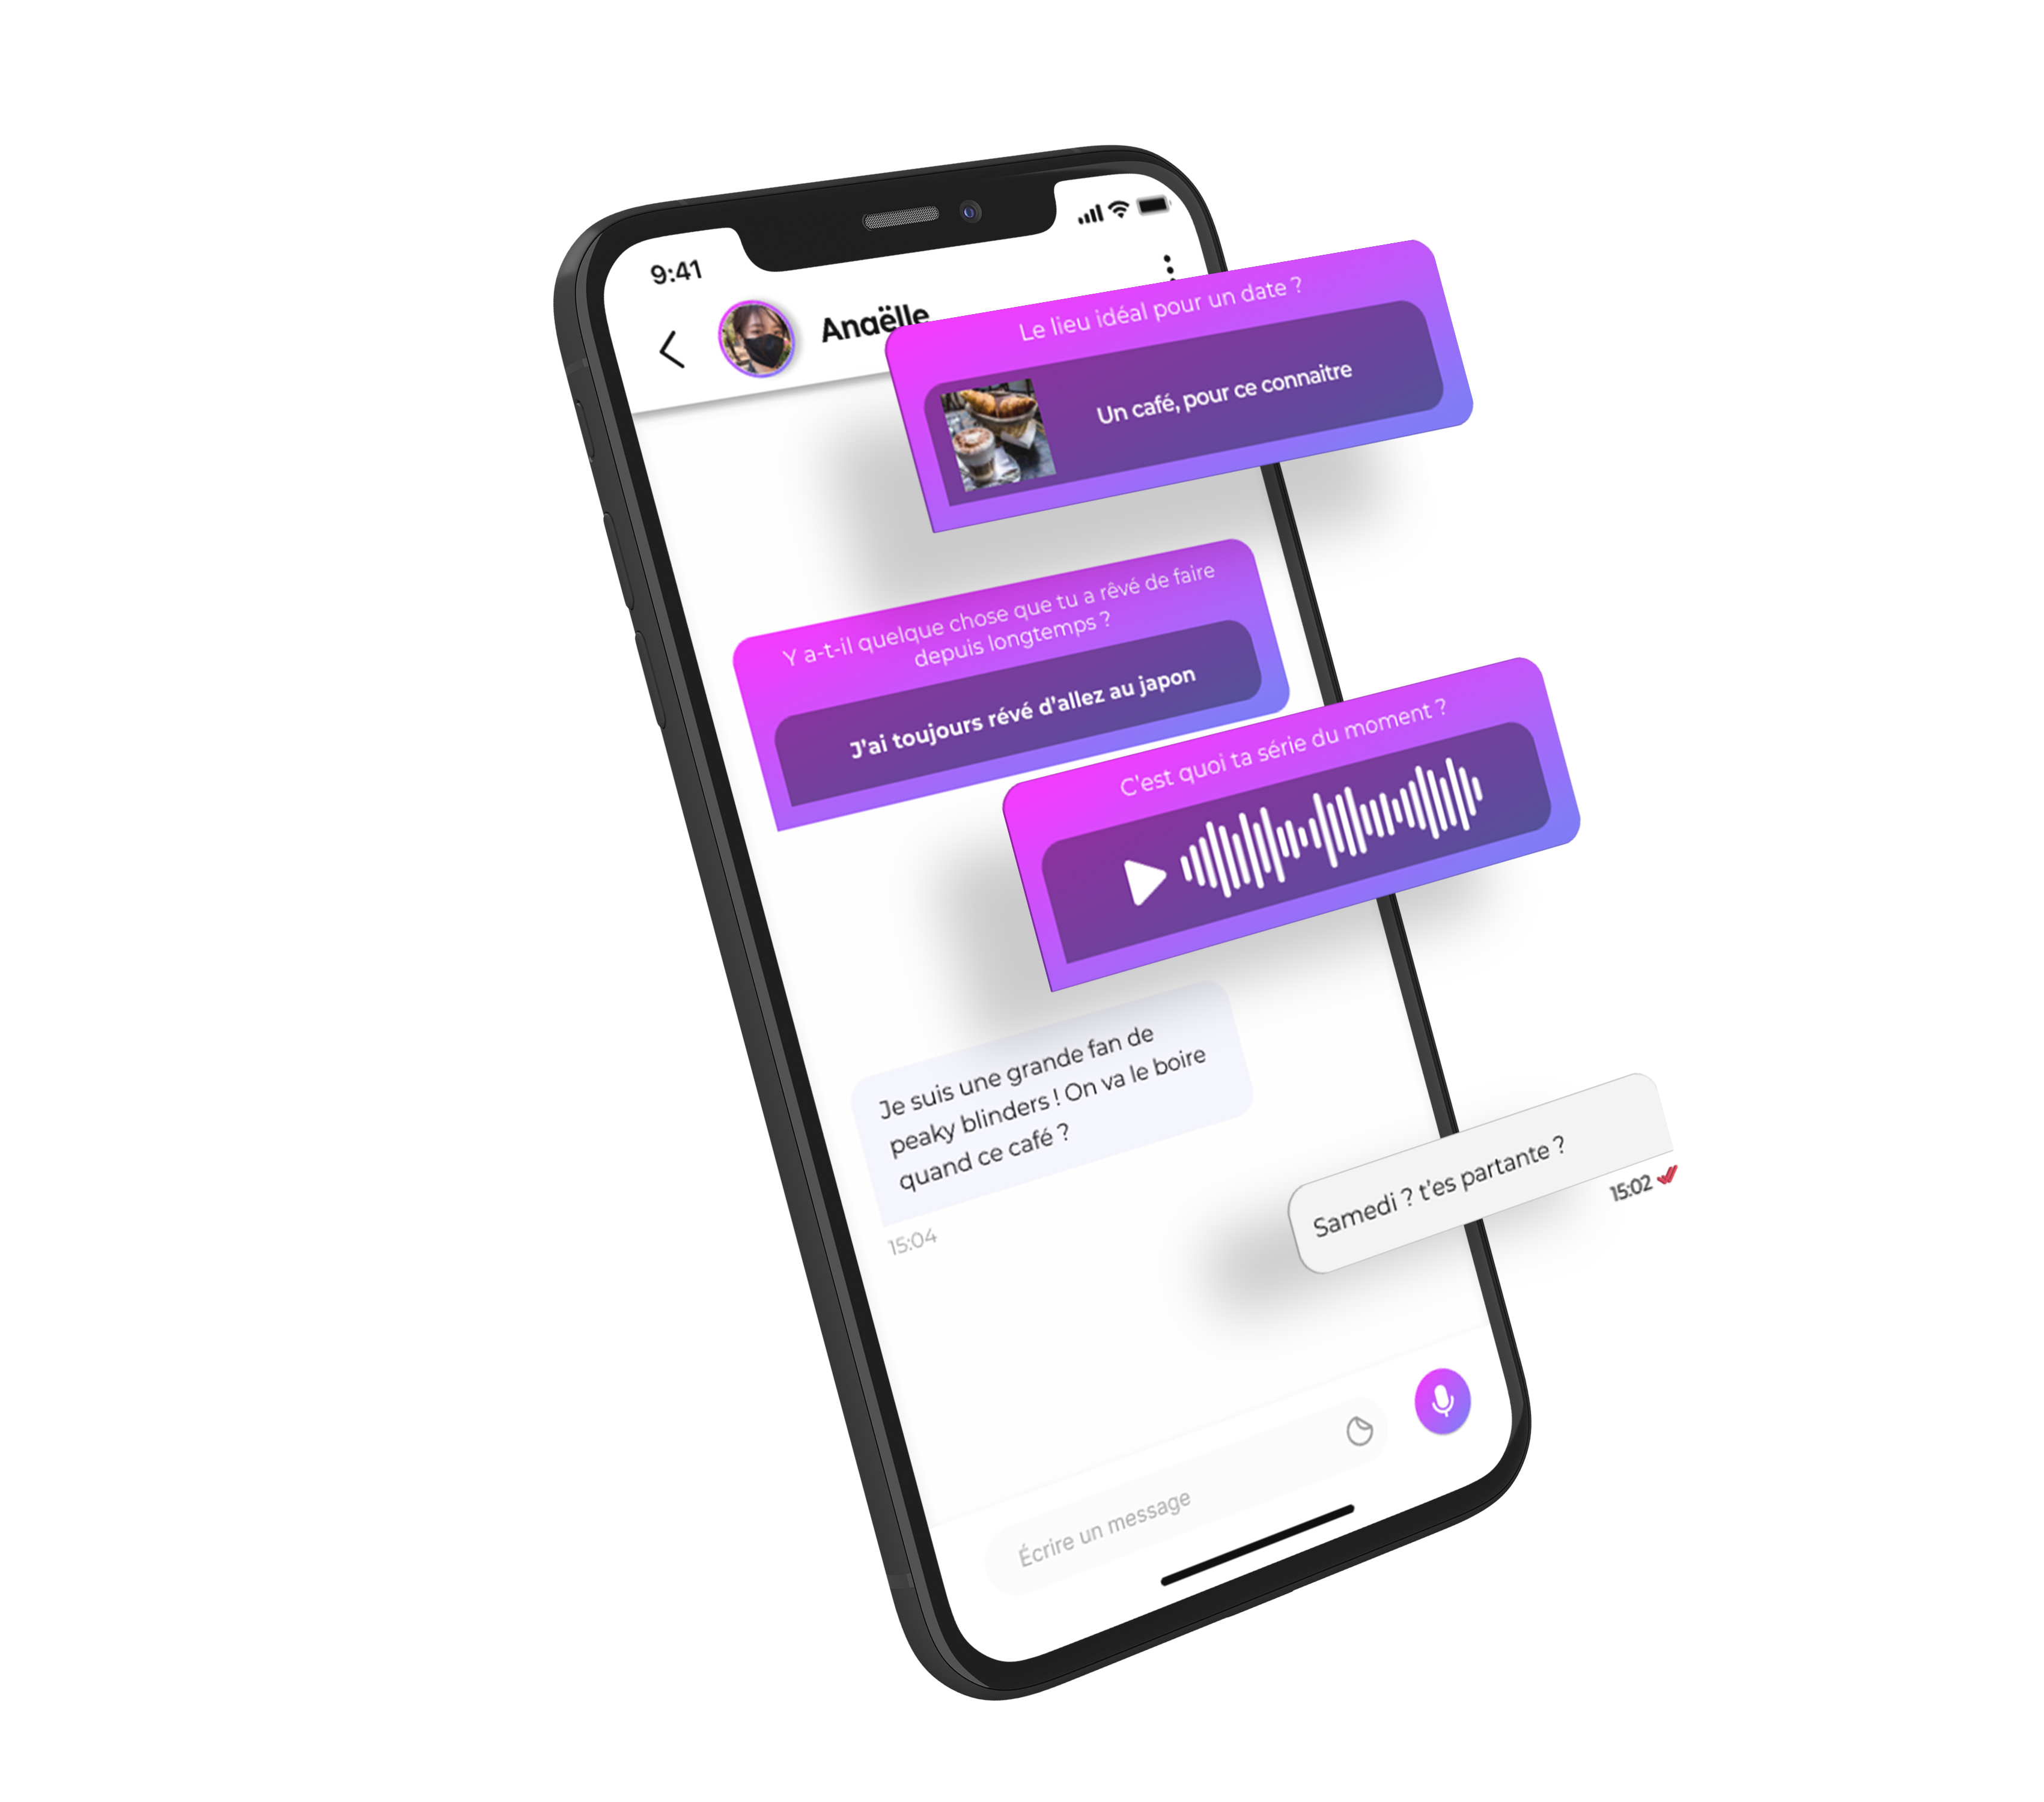 9:41
Anaëlle
Le lieu idéal pour un date ?
Un café, pour ce connaitre
Y a-t-il quelque chose que tu a rêvé de faire
depuis longtemps ?
J'ai toujours révé d'allez au japon
C'est quoi ta série du moment ?
Je suis une grande fan de
peaky blinders ! On va le boire
quand ce café ?
15:04
Samedi ? t'es partante ?
15:02
Écrire un message